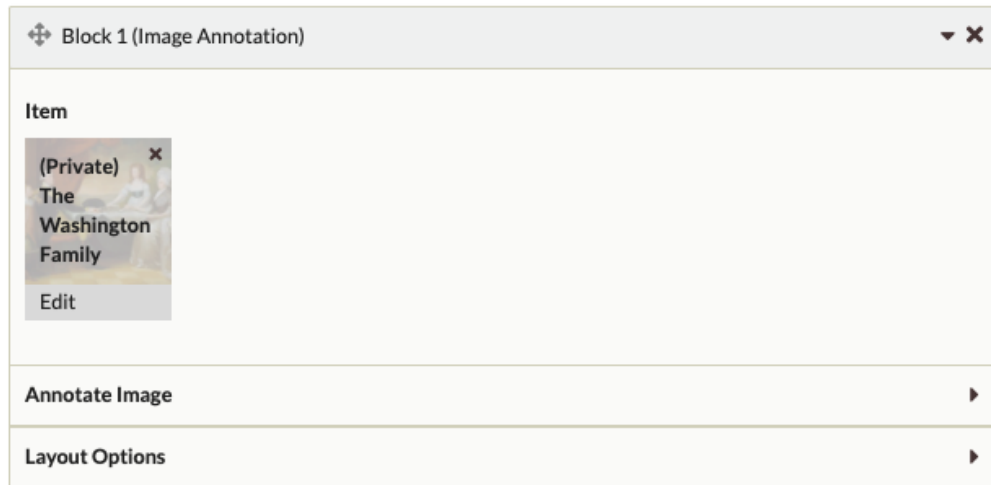 Block 1 (Image Annotation)
Item
(Private)
The
Washington
Family
Edit
Annotate Image
Layout Options